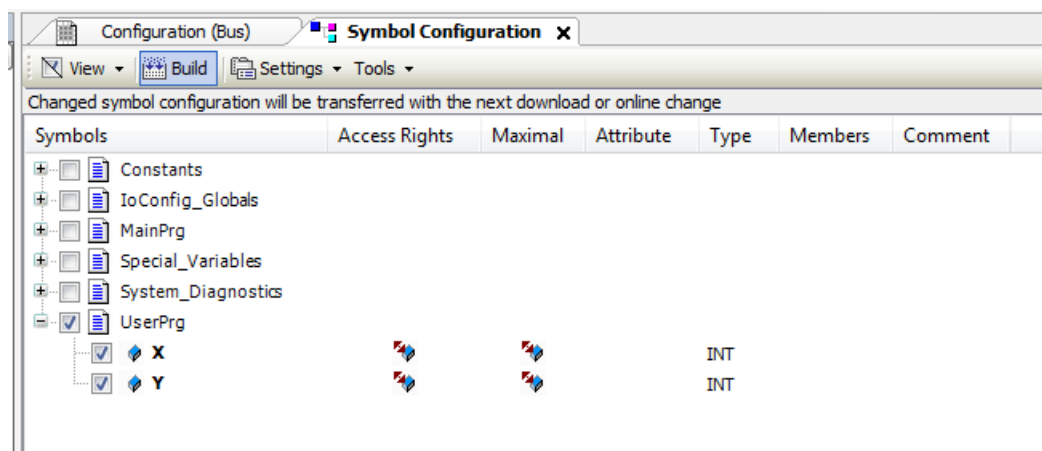 Configuration (Bus) Symbol Configuration x
View Build Settings Tools
Changed symbol configuration will be transferred with the next download or online change
Symbols Access Rights Maximal Attribute Type Members Comment
Constants
IoConfig_Globals
MainPrg
Special_Variables
System_Diagnostics
UserPrg
X INT
Y INT